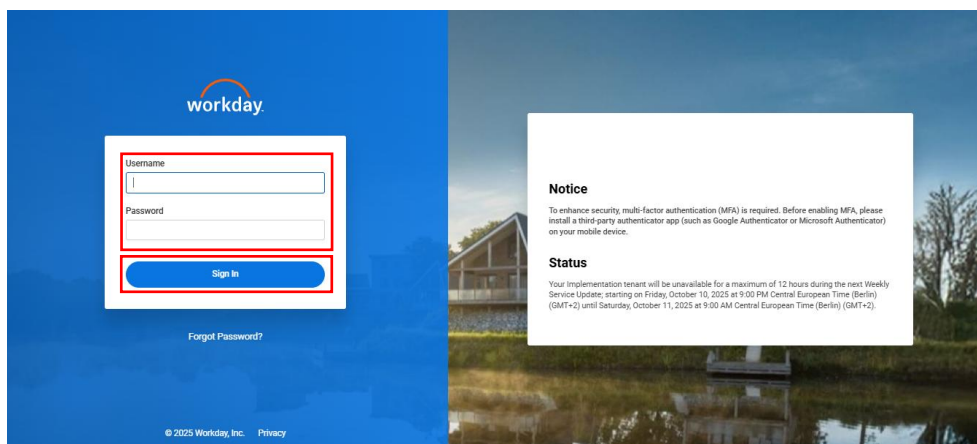 workday.
Username
Password
Sign In
Forgot Password?
© 2025 Workday, Inc. Privacy
Notice
To enhance security, multi-factor authentication (MFA) is required. Before enabling MFA, please
install a third-party authenticator app (such as Google Authenticator or Microsoft Authenticator)
on your mobile device.
Status
Your Implementation tenant will be unavailable for a maximum of 12 hours during the next Weekly
Service Update; starting on Friday, October 10, 2025 at 9:00 PM Central European Time (Berlin)
(GMT+2) until Saturday, October 11, 2025 at 9:00 AM Central European Time (Berlin) (GMT+2).